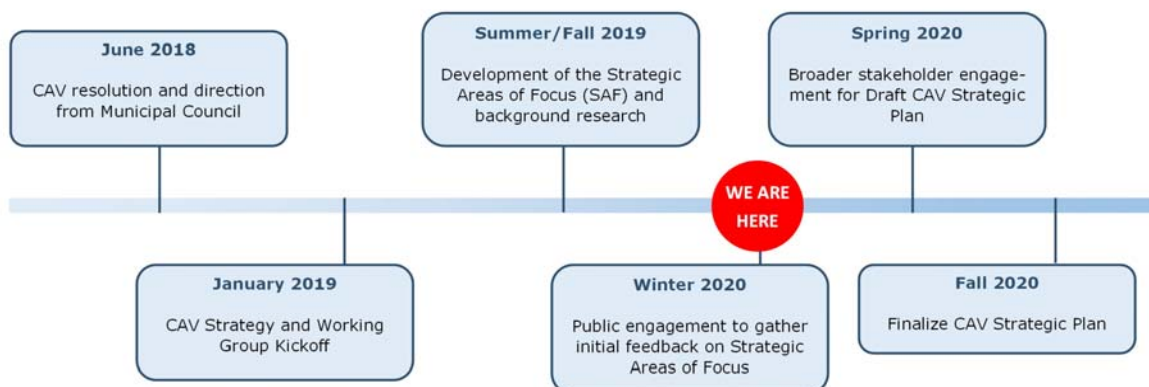 June 2018
CAV resolution and direction
from Municipal Council
Summer/Fall 2019
Development of the Strategic
Areas of Focus (SAF) and
background research
Spring 2020
Broader stakeholder engage-
ment for Draft CAV Strategic
Plan
WE ARE
HERE
January 2019
CAV Strategy and Working
Group Kickoff
Winter 2020
Public engagement to gather
initial feedback on Strategic
Areas of Focus
Fall 2020
Finalize CAV Strategic Plan